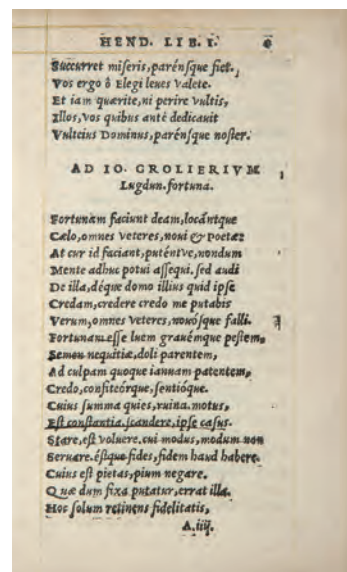 HEND. LIB. I.
Succurret miseris, parénsque fiet.
Vos ergo ô Elegi leues valete.
Et iam quærite, ni perire vultis,
Illos, vos quibus antè dedicauit
Vulteius Dominus, parénsque noster.
AD IO. GROLIERIVM
Lugdun. fortuna.
Fortunam faciunt deam, locántque
Cælo, omnes veteres, noui & poetæ:
At cur id faciant, puténtve, nondum
Mente adhuc potui assequi. sed audi
De illa, déque domo illius quid ipse
Credam, credere credo me putabis
Verum, omnes veteres, nouósque falli.
Fortunam esse luem grauémque pestem,
Semen nequitiæ, doli parentem,
Ad culpam quoque ianuam patentem,
Credo, confiteórque, sentióque.
Cuius summa quies, ruina. motus,
Est constantia. scandere, ipse casus.
Stare, est voluere. cui modus, modum non
Seruare. éstque fides, fidem haud habere.
Cuius est pietas, pium negare.
Quæ dum fixa putatur, errat illa.
Hoc solum retinens fidelitatis,
A.iiij.